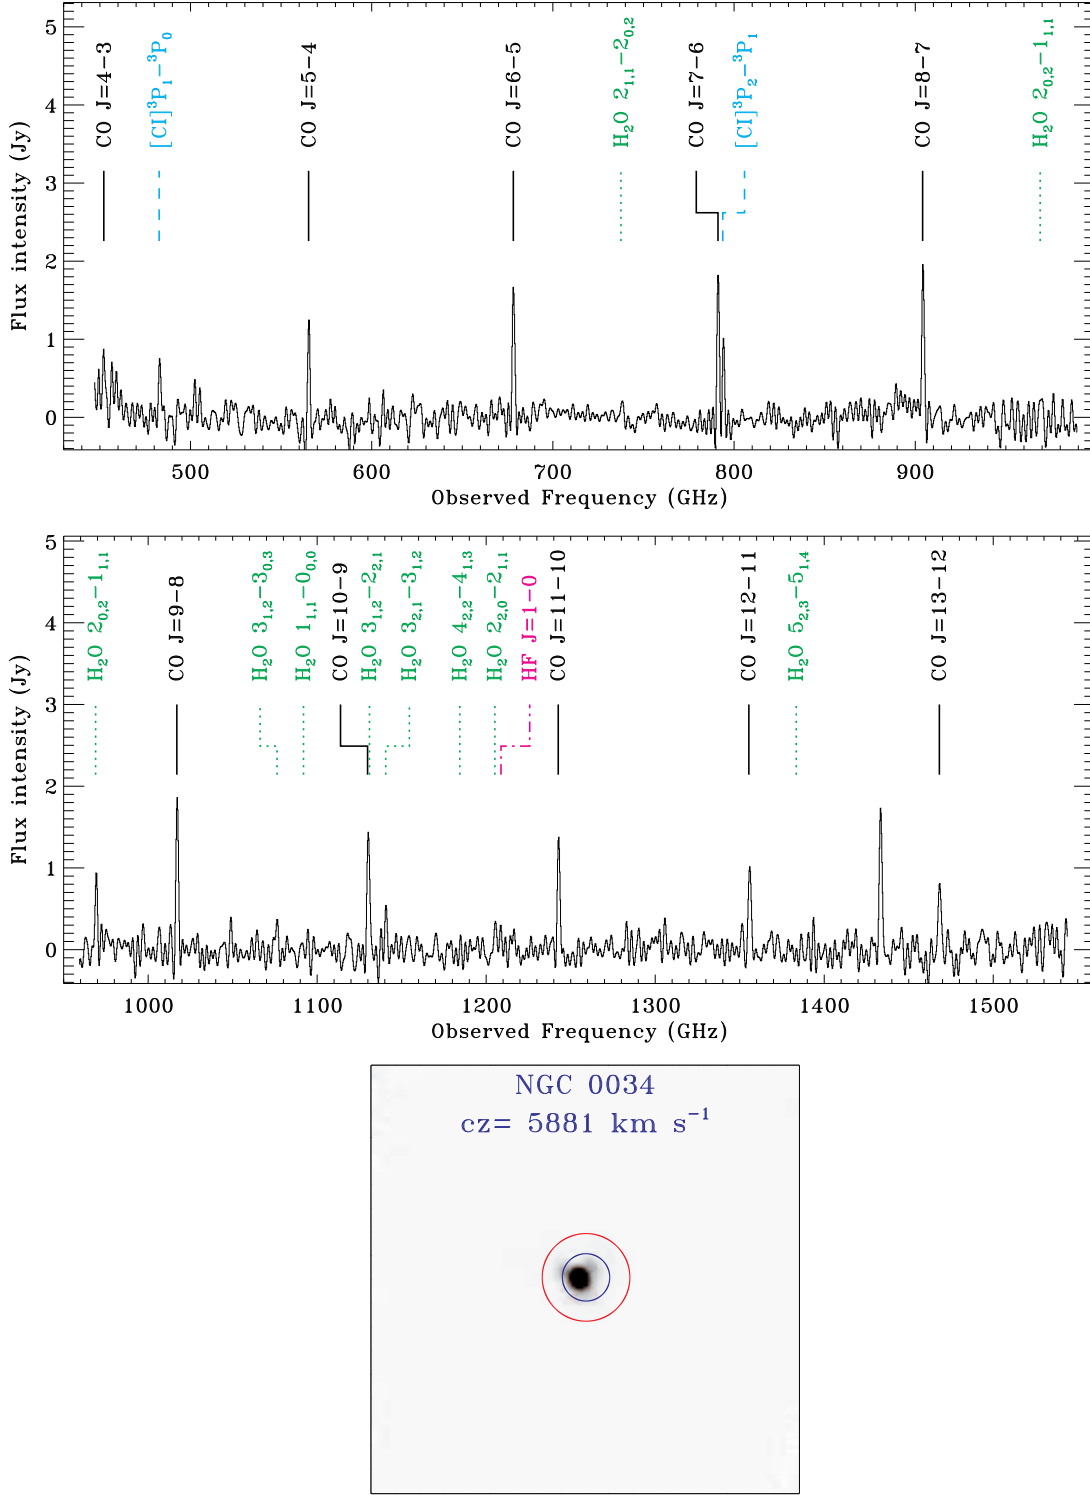 CO J=4−3
[CI]³P₁−³P₀
CO J=5−4
CO J=6−5
H₂O 2₁,₁−2₀,₂
CO J=7−6
[CI]³P₂−³P₁
CO J=8−7
H₂O 2₀,₂−1₁,₁
5
4
3
2
1
0
Flux intensity (Jy)
500 600 700 800 900
Observed Frequency (GHz)
H₂O 2₀,₂−1₁,₁
CO J=9−8
H₂O 3₁,₂−3₀,₃
H₂O 1₁,₁−0₀,₀
CO J=10−9
H₂O 3₁,₂−2₂,₁
H₂O 3₂,₁−3₁,₂
H₂O 4₂,₂−4₁,₃
H₂O 2₂,₀−2₁,₁
HF J=1−0
CO J=11−10
CO J=12−11
H₂O 5₂,₃−5₁,₄
CO J=13−12
5
4
3
2
1
0
Flux intensity (Jy)
1000 1100 1200 1300 1400 1500
Observed Frequency (GHz)
NGC 0034
cz= 5881 km s⁻¹